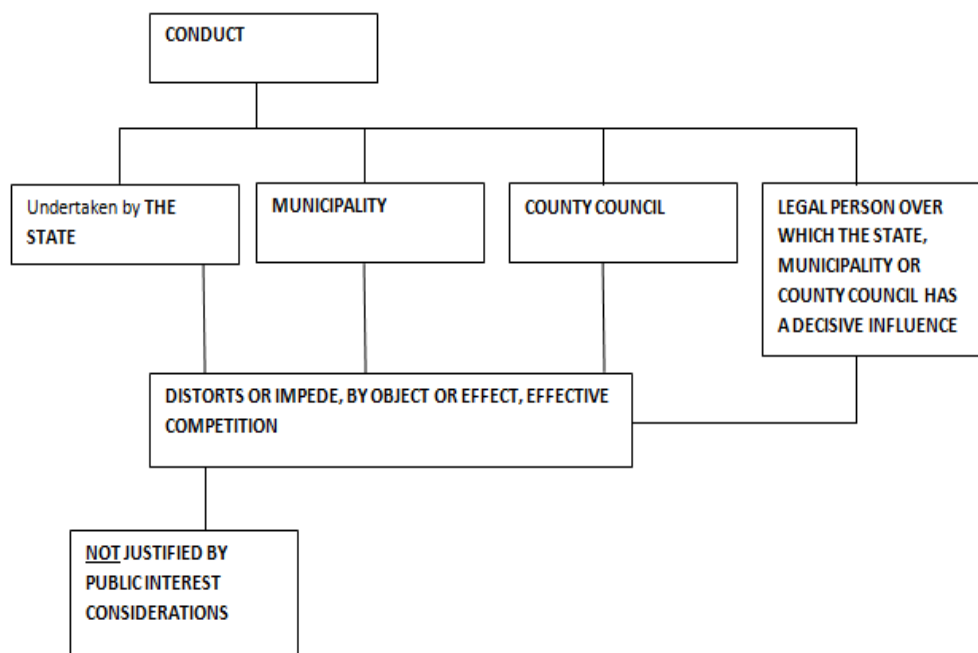 CONDUCT
Undertaken by THE
STATE
MUNICIPALITY
COUNTY COUNCIL
LEGAL PERSON OVER
WHICH THE STATE,
MUNICIPALITY OR
COUNTY COUNCIL HAS
A DECISIVE INFLUENCE
DISTORTS OR IMPEDE, BY OBJECT OR EFFECT, EFFECTIVE
COMPETITION
NOT JUSTIFIED BY
PUBLIC INTEREST
CONSIDERATIONS